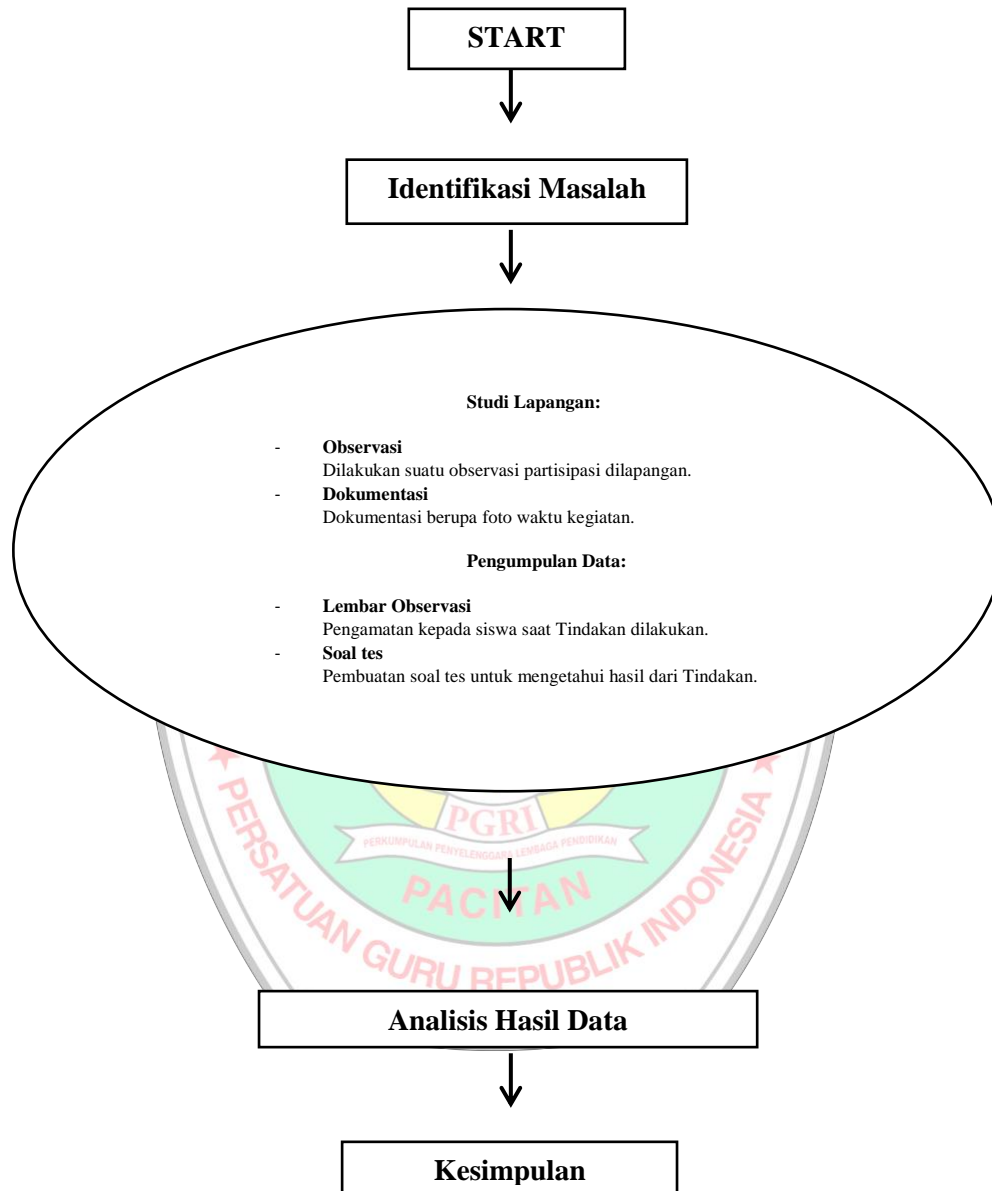 START
Identifikasi Masalah
Studi Lapangan:
- Observasi
Dilakukan suatu observasi partisipasi dilapangan.
- Dokumentasi
Dokumentasi berupa foto waktu kegiatan.
Pengumpulan Data:
- Lembar Observasi
Pengamatan kepada siswa saat Tindakan dilakukan.
- Soal tes
Pembuatan soal tes untuk mengetahui hasil dari Tindakan.
PGRI
PERKUMPULAN PENYELENGGARA LEMBAGA PENDIDIKAN
PACITAN
PERSATUAN GURU REPUBLIK INDONESIA
Analisis Hasil Data
Kesimpulan